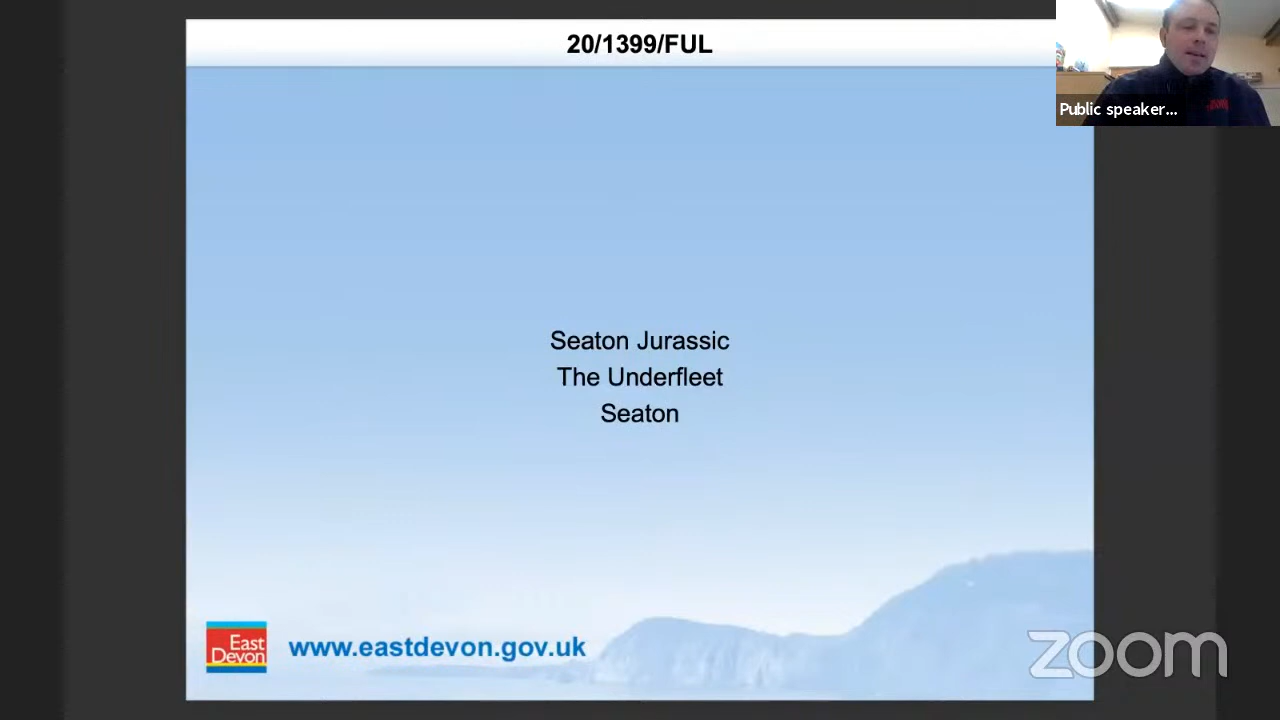 20/1399/FUL
Public speaker...
Seaton Jurassic
The Underfleet
Seaton
East
Devon
www.eastdevon.gov.uk
zoom